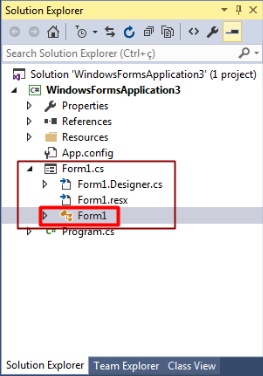 Solution Explorer
Search Solution Explorer (Ctrl+ç)
Solution 'WindowsFormsApplication3' (1 project)
WindowsFormsApplication3
Properties
References
Resources
App.config
Form1.cs
Form1.Designer.cs
Form1.resx
Form1
Program.cs
Solution Explorer Team Explorer Class View